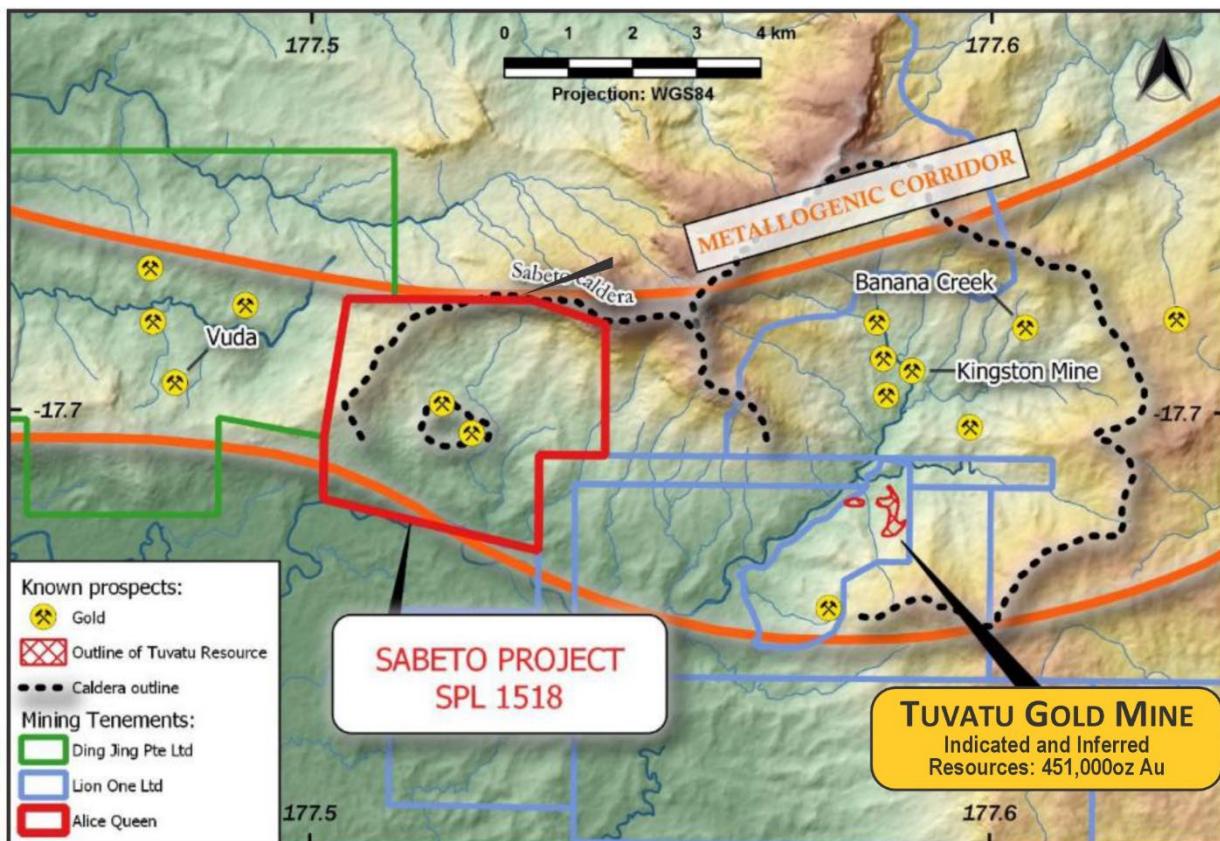 177.5
0 1 2 3 4 km
Projection: WGS84
177.6
METALLOGENIC CORRIDOR
Sabeto caldera
Banana Creek
Vuda
Kingston Mine
-17.7
-17.7
Known prospects:
Gold
Outline of Tuvatu Resource
Caldera outline
Mining Tenements:
Ding Jing Pte Ltd
Lion One Ltd
Alice Queen
SABETO PROJECT
SPL 1518
TUVATU GOLD MINE
Indicated and Inferred
Resources: 451,000oz Au
177.5
177.6